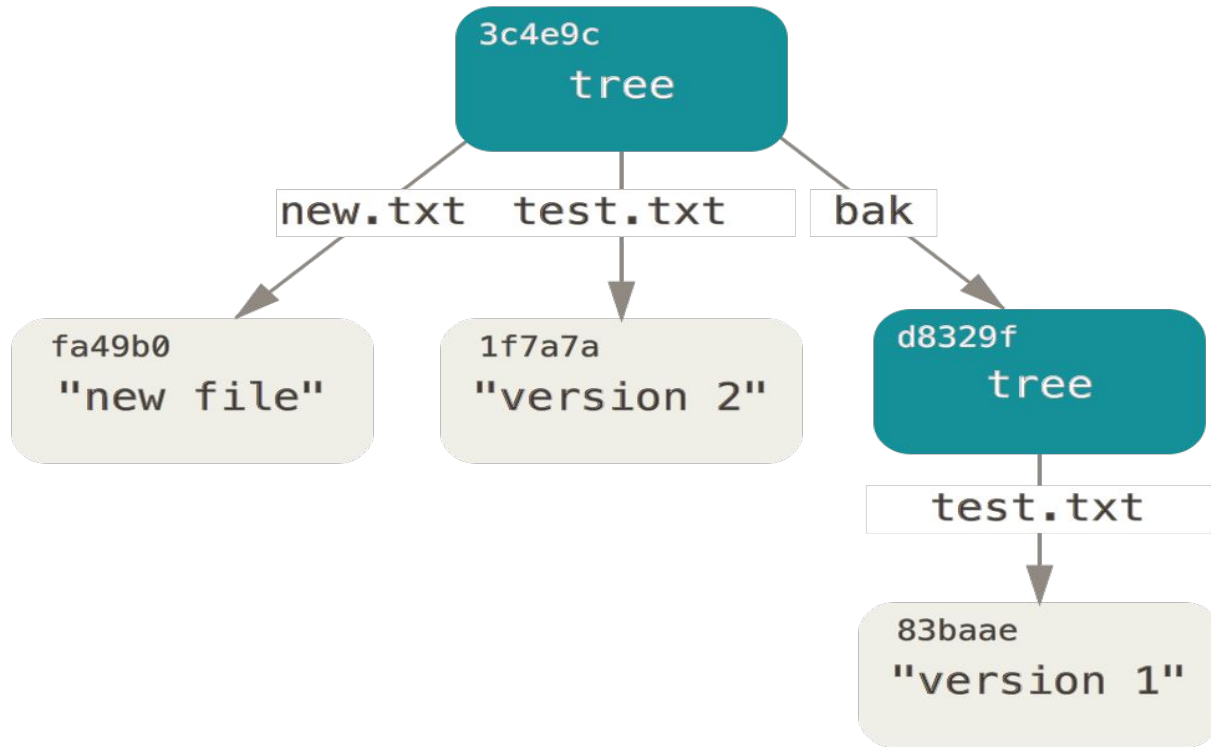 3c4e9c
tree
new.txt test.txt bak
fa49b0
"new file"
1f7a7a
"version 2"
d8329f
tree
test.txt
83baae
"version 1"